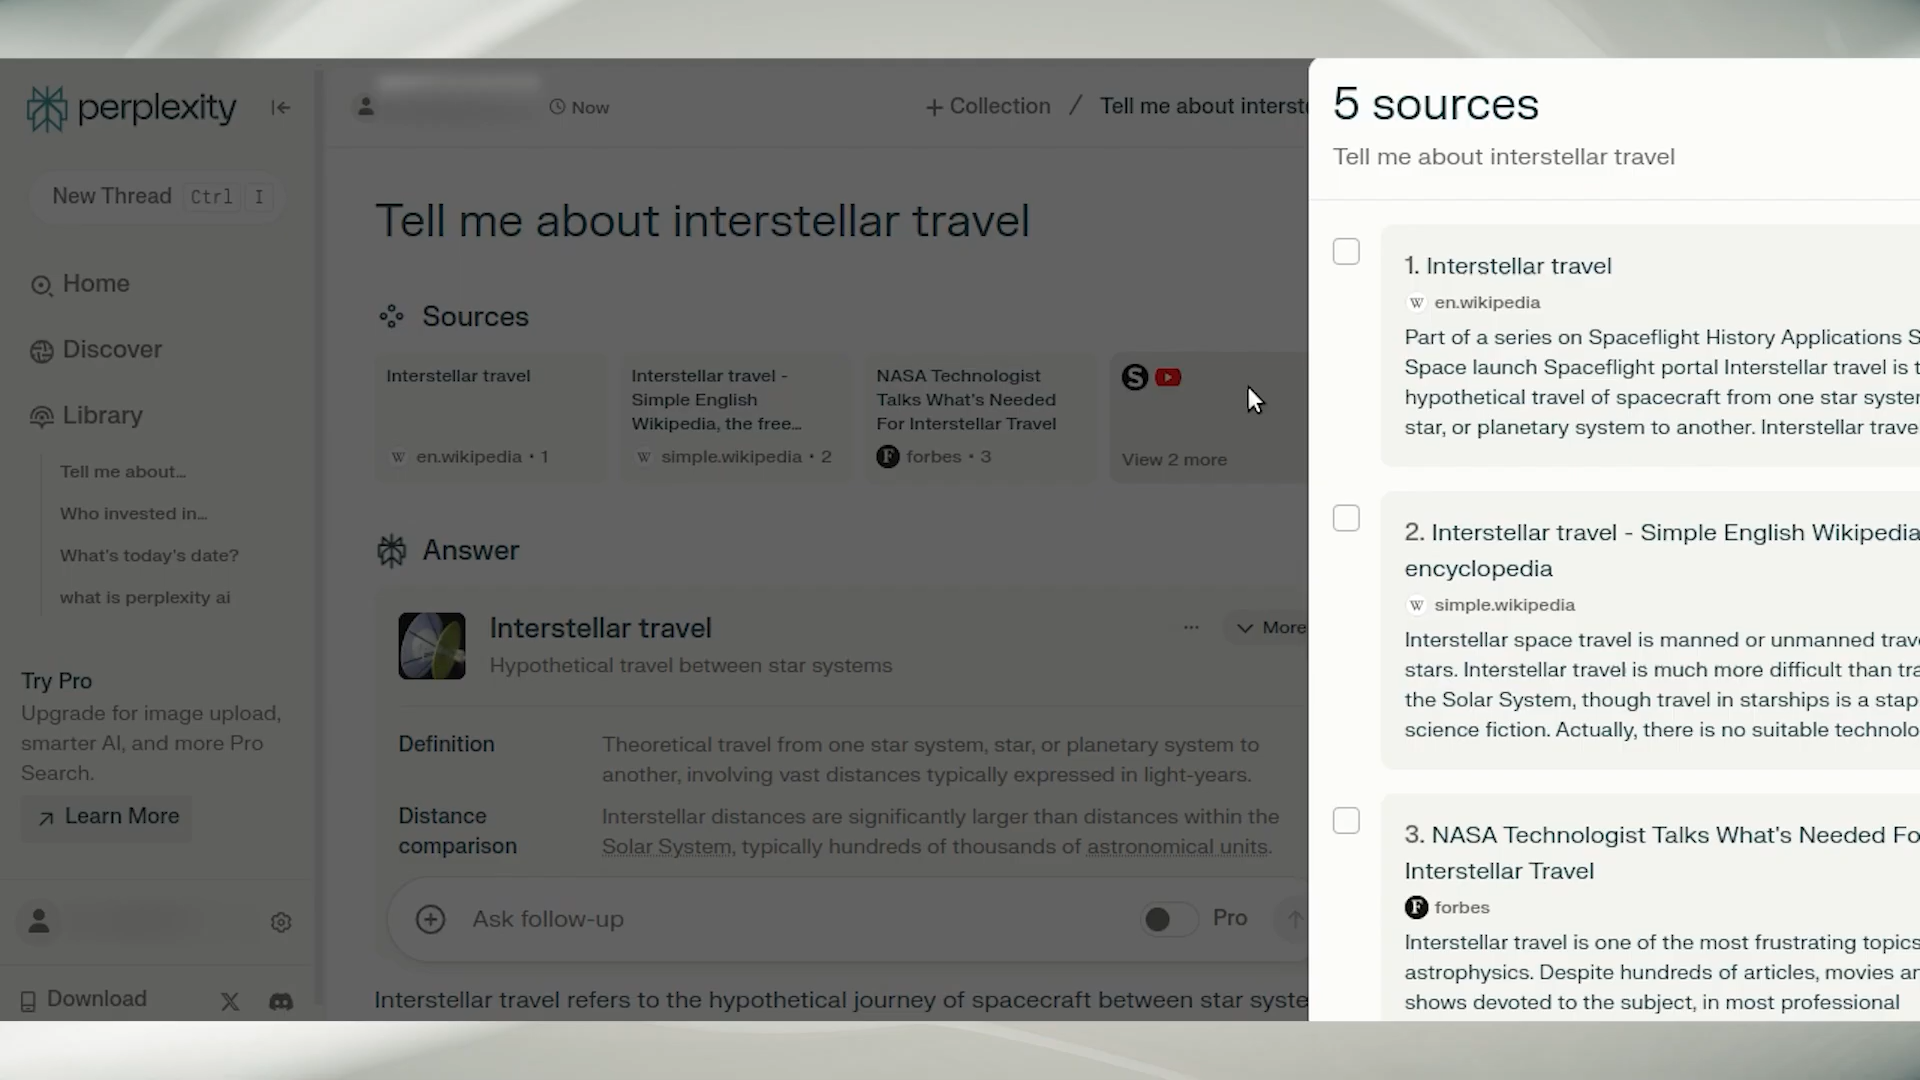 perplexity
New Thread Ctrl I
Home
Discover
Library
Tell me about...
Who invested in...
What's today's date?
what is perplexity ai
Try Pro
Upgrade for image upload,
smarter AI, and more Pro
Search.
Learn More
Download
Now
+ Collection / Tell me about interst
Tell me about interstellar travel
Sources
Interstellar travel
W en.wikipedia • 1
Interstellar travel -
Simple English
Wikipedia, the free...
W simple.wikipedia • 2
NASA Technologist
Talks What's Needed
For Interstellar Travel
F forbes • 3
S
View 2 more
Answer
Interstellar travel
Hypothetical travel between star systems
... More
Definition
Theoretical travel from one star system, star, or planetary system to
another, involving vast distances typically expressed in light-years.
Distance
comparison
Interstellar distances are significantly larger than distances within the
Solar System, typically hundreds of thousands of astronomical units.
Ask follow-up
Pro
Interstellar travel refers to the hypothetical journey of spacecraft between star syste
5 sources
Tell me about interstellar travel
1. Interstellar travel
W en.wikipedia
Part of a series on Spaceflight History Applications S
Space launch Spaceflight portal Interstellar travel is t
hypothetical travel of spacecraft from one star system
star, or planetary system to another. Interstellar trave
2. Interstellar travel - Simple English Wikipedia
encyclopedia
W simple.wikipedia
Interstellar space travel is manned or unmanned trave
stars. Interstellar travel is much more difficult than tra
the Solar System, though travel in starships is a stap
science fiction. Actually, there is no suitable technolo
3. NASA Technologist Talks What's Needed Fo
Interstellar Travel
F forbes
Interstellar travel is one of the most frustrating topics
astrophysics. Despite hundreds of articles, movies an
shows devoted to the subject, in most professional